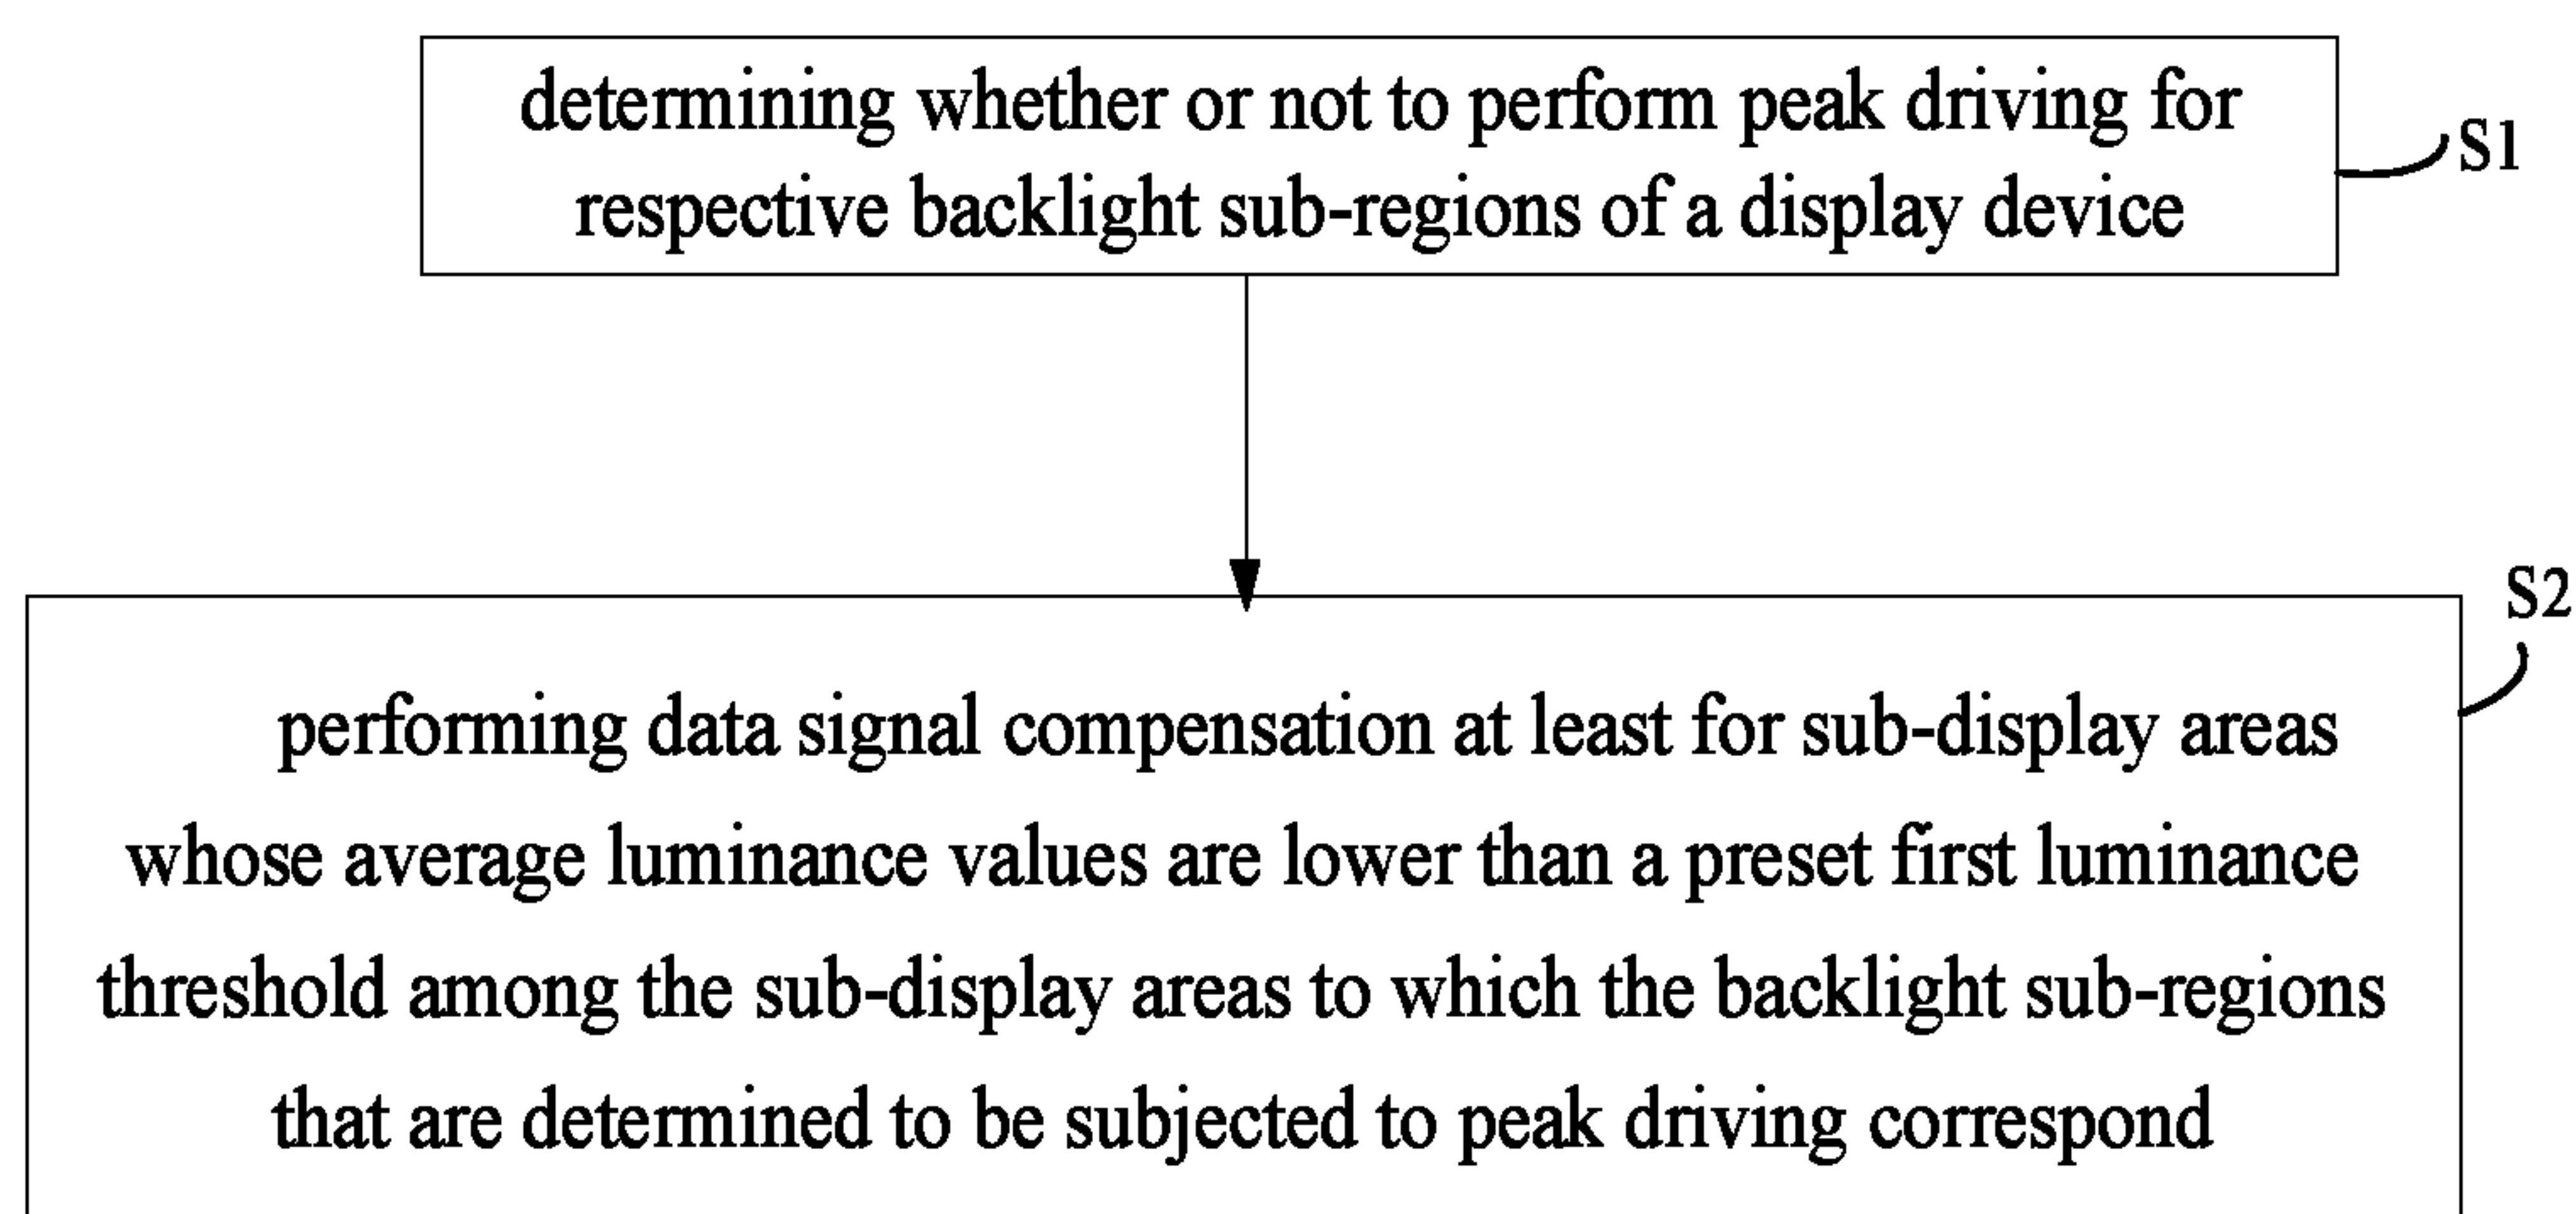 determining whether or not to perform peak driving for
respective backlight sub-regions of a display device
S1
S2
performing data signal compensation at least for sub-display areas
whose average luminance values are lower than a preset first luminance
threshold among the sub-display areas to which the backlight sub-regions
that are determined to be subjected to peak driving correspond